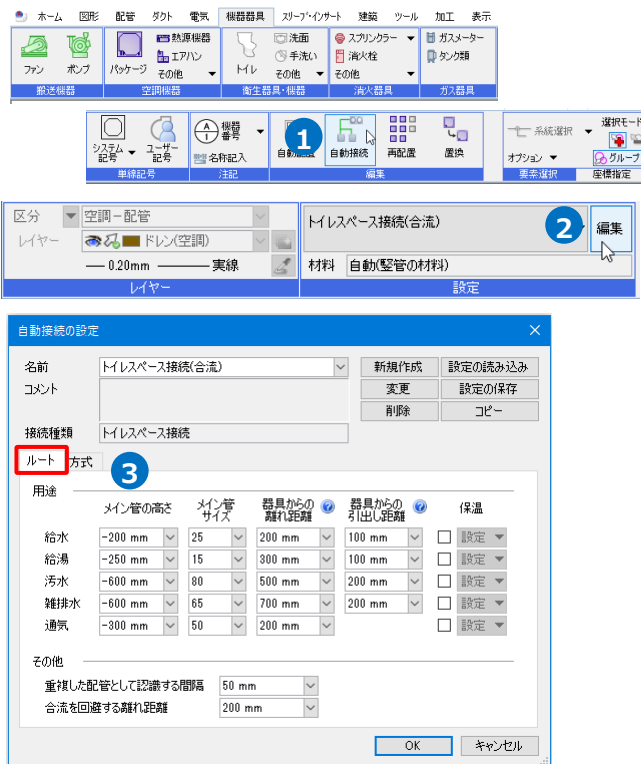 ホーム 図形 配管 ダクト 電気 機器器具 スリーブ・インサート 建築 ツール 加工 表示
ファン ポンプ パッケージ 熱源機器 エアハン その他 トイレ 洗面 手洗い その他 スプリンクラー 消火栓 その他 ガスメーター タンク類
搬送機器 空調機器 衛生器具・機器 消火器具 ガス器具
システム記号 ユーザー記号 A 1 機器番号 名称記入 1 自動接続 再配置 置換 系統選択 オプション 選択モード グループ
単線記号 注記 編集 要素選択 座標指定
区分 空調－配管 トイレスペース接続(合流) 2 編集
レイヤー ドレン(空調)
0.20mm 実線 材料 自動(竪管の材料)
レイヤー 設定
自動接続の設定
名前 トイレスペース接続(合流) 新規作成 設定の読み込み
コメント 変更 設定の保存
削除 コピー
接続種類 トイレスペース接続
ルート 方式 3
用途
メイン管の高さ メイン管サイズ 器具からの離れ距離 器具からの引出し距離 保温
給水 -200 mm 25 200 mm 100 mm 設定
給湯 -250 mm 15 300 mm 100 mm 設定
汚水 -600 mm 80 500 mm 200 mm 設定
雑排水 -600 mm 65 700 mm 200 mm 設定
通気 -300 mm 50 200 mm 設定
その他
重複した配管として認識する間隔 50 mm
合流を回避する離れ距離 200 mm
OK キャンセル